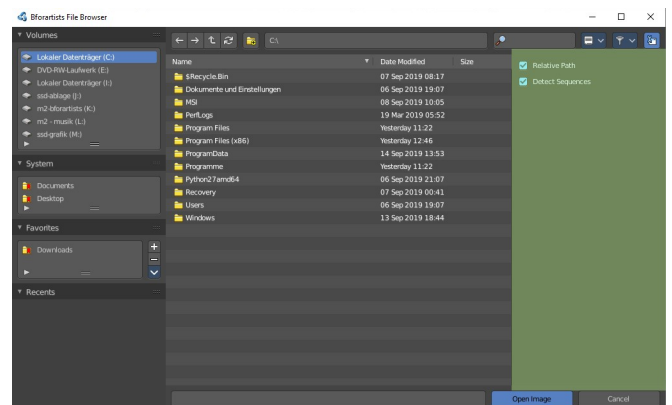 Bforartists File Browser
Volumes
Lokaler Datenträger (C:)
DVD-RW-Laufwerk (E:)
Lokaler Datenträger (I:)
ssd-ablage (J:)
m2-bforartists (K:)
m2 - musik (L:)
ssd-grafik (M:)
System
Documents
Desktop
Favorites
Downloads
Recents
C:\
Name Date Modified Size
$Recycle.Bin 07 Sep 2019 08:17
Dokumente und Einstellungen 06 Sep 2019 19:07
MSI 08 Sep 2019 10:05
PerfLogs 19 Mar 2019 05:52
Program Files Yesterday 11:22
Program Files (x86) Yesterday 12:46
ProgramData 14 Sep 2019 13:53
Programme Yesterday 11:22
Python27amd64 06 Sep 2019 21:07
Recovery 07 Sep 2019 00:41
Users 06 Sep 2019 19:07
Windows 13 Sep 2019 18:44
Relative Path
Detect Sequences
Open Image Cancel